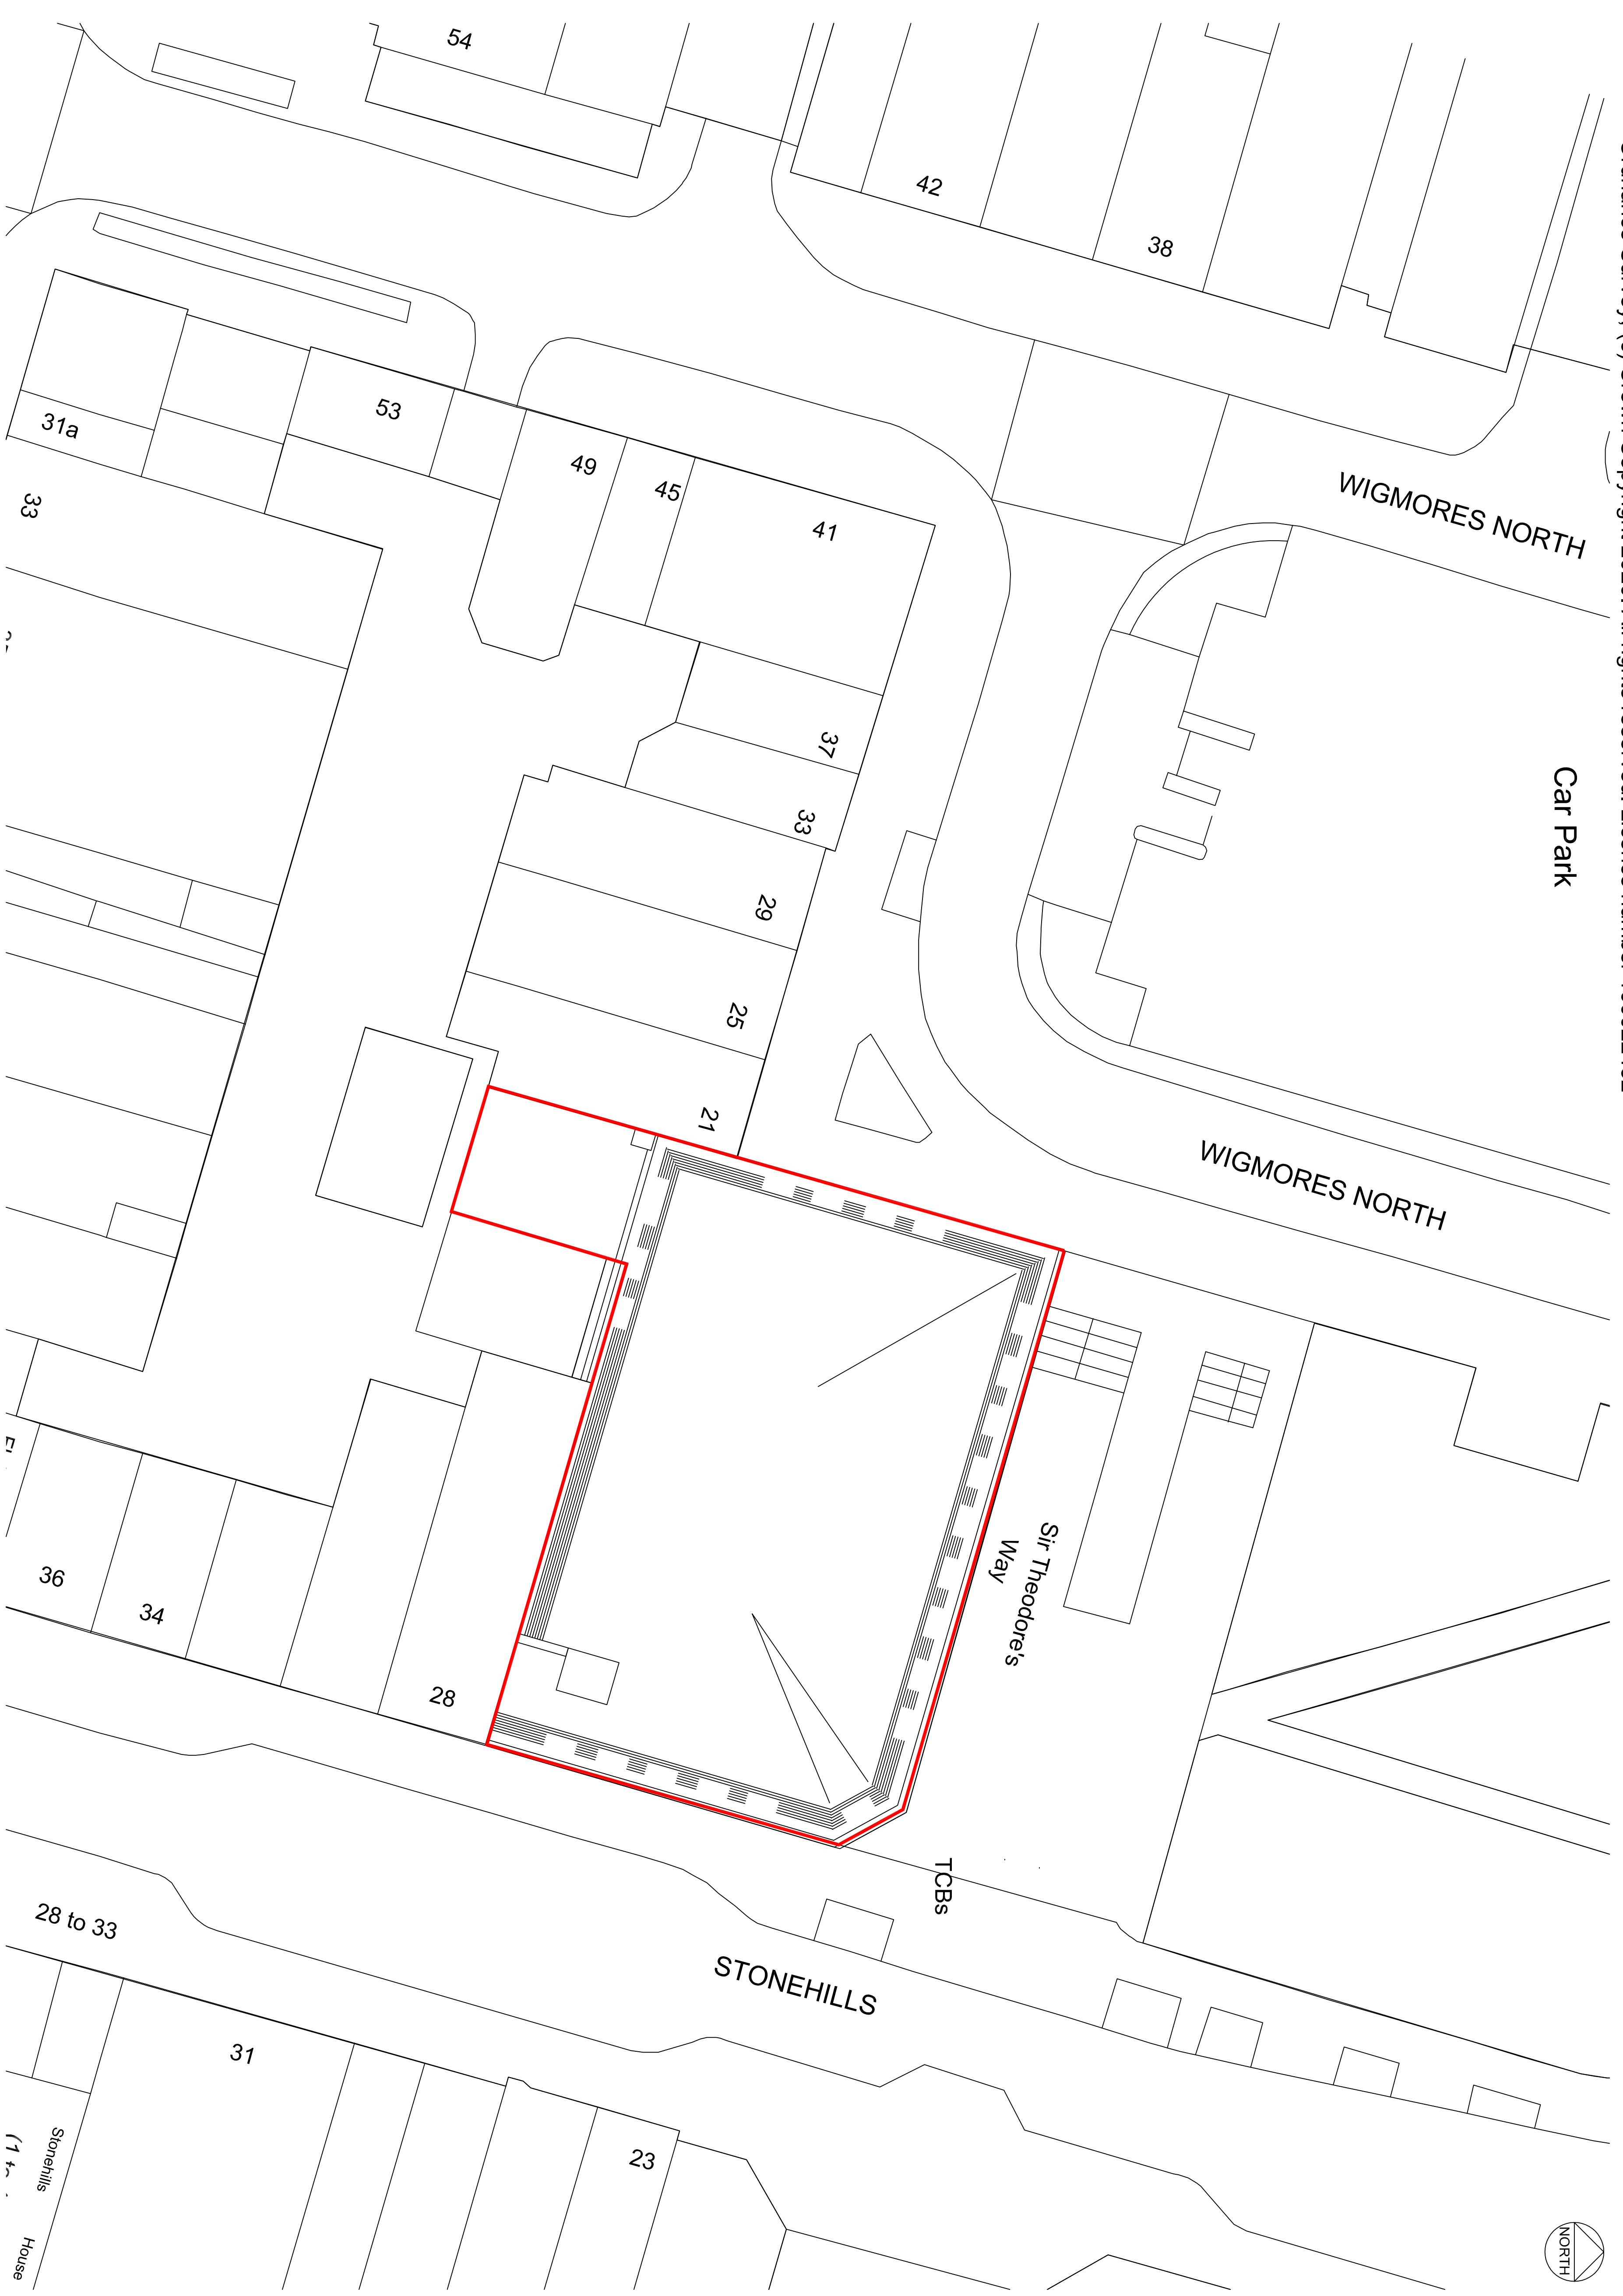 54
42
38
31a
53
49
45
41
33
WIGMORES NORTH
37
33
Car Park
29
25
21
WIGMORES NORTH
Sir Theodore's
Way
36
34
28
TCBs
28 to 33
STONEHILLS
31
23
Stonehills
House
NORTH